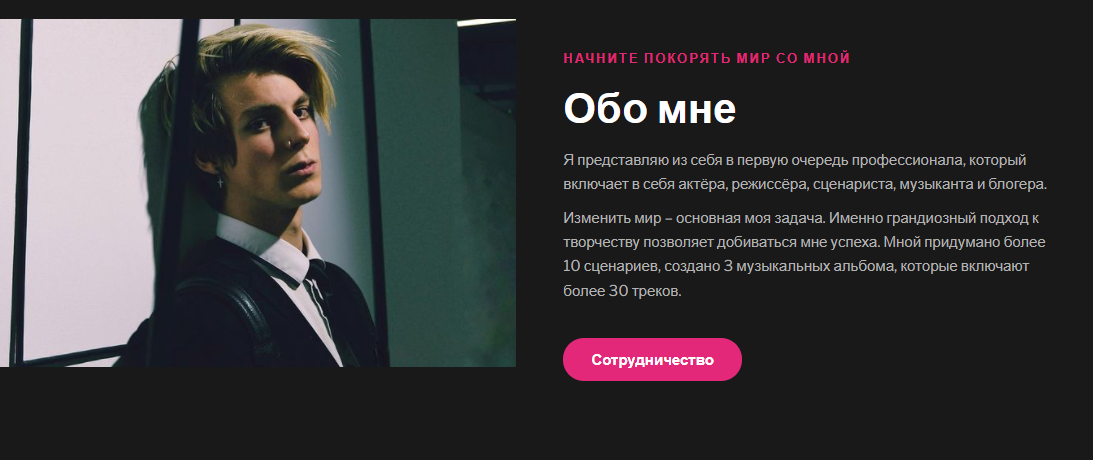 НАЧНИТЕ ПОКОРЯТЬ МИР СО МНОЙ
Обо мне
Я представляю из себя в первую очередь профессионала, который
включает в себя актёра, режиссёра, сценариста, музыканта и блогера.
Изменить мир – основная моя задача. Именно грандиозный подход к
творчеству позволяет добиваться мне успеха. Мной придумано более
10 сценариев, создано 3 музыкальных альбома, которые включают
более 30 треков.
Сотрудничество